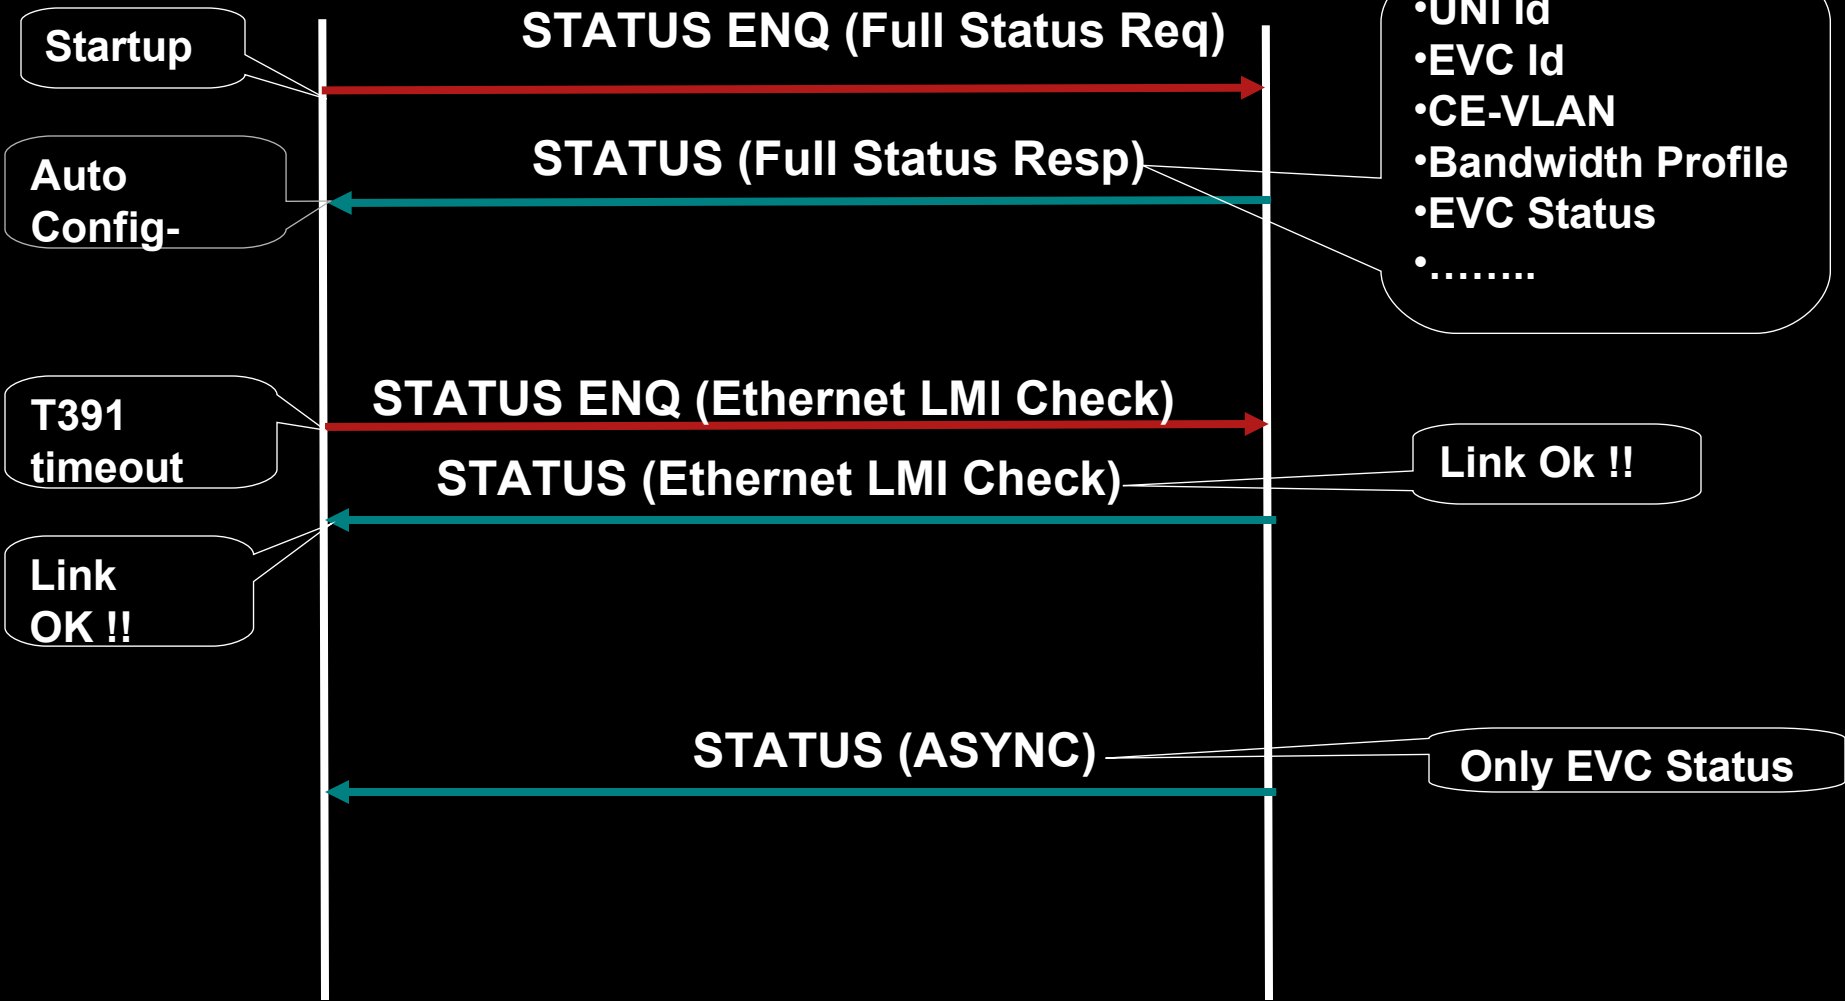 Startup
STATUS ENQ (Full Status Req)
•UNI Id
•EVC Id
•CE-VLAN
•Bandwidth Profile
•EVC Status
•……..
STATUS (Full Status Resp)
Auto
Config-
T391
timeout
STATUS ENQ (Ethernet LMI Check)
STATUS (Ethernet LMI Check)
Link Ok !!
Link
OK !!
STATUS (ASYNC)
Only EVC Status